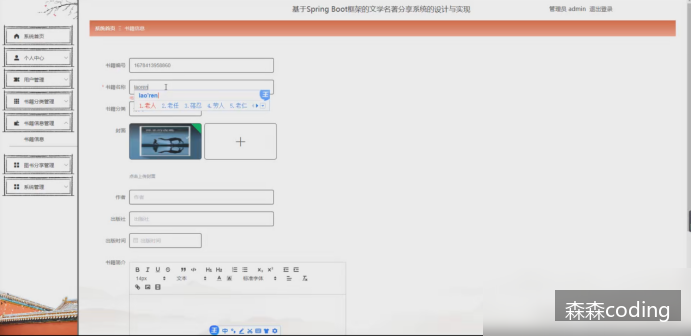 基于Spring Boot框架的文学名著分享系统的设计与实现
管理员 admin 退出登录
系统首页
个人中心
用户管理
书籍分类管理
书籍信息管理
书籍信息
图书分享管理
系统管理
系统首页 书籍信息
书籍编号
* 书籍名称
lao'ren
1.老人 2.老任 4.劳人 5.老仁
书籍分类
封面
点击上传封面
作者
作者
出版社
出版社
出版时间
出版时间
书籍简介
B I U
H₁ H₂
X₂ X²
14px 文本 标准字体
中
森森coding